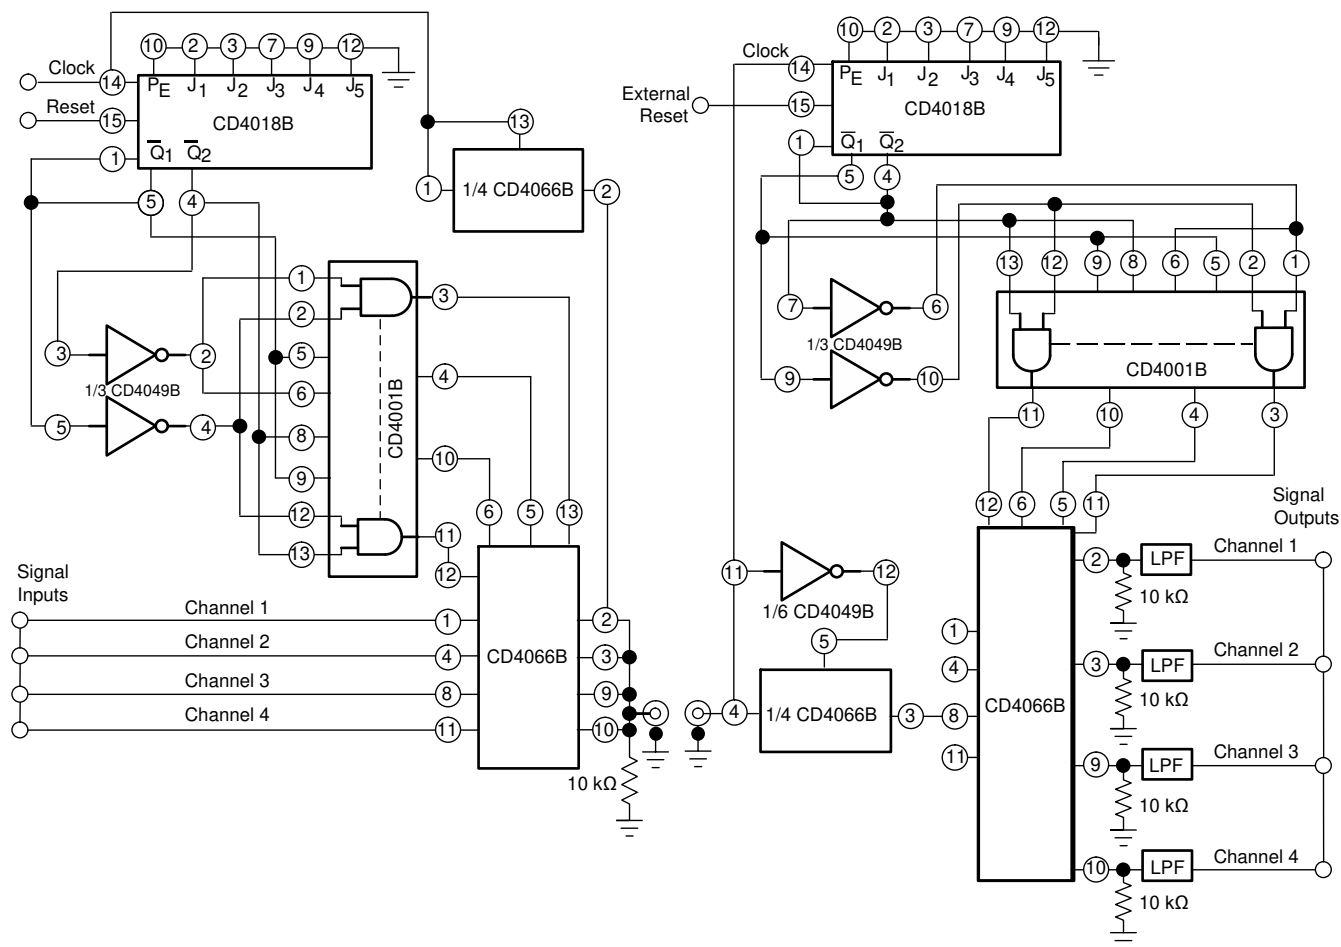 Clock
14
10 2 3 7 9 12
PE J1 J2 J3 J4 J5
CD4018B
Reset
15
1
Q1 Q2
5 4
13
1
1/4 CD4066B
2
3
2
1/3 CD4049B
5
4
1
2
5
6
8
9
12
13
CD4001B
3
4
10
11
12
6 5 13
Signal
Inputs
Channel 1
Channel 2
Channel 3
Channel 4
1
4
8
11
CD4066B
2
3
9
10
10 kΩ
Clock
14
10 2 3 7 9 12
PE J1 J2 J3 J4 J5
CD4018B
External
Reset
15
1
Q1 Q2
5 4
7
6
1/3 CD4049B
9
10
13 12 9 8 6 5 2 1
CD4001B
11 10 4 3
12 6 5 11
11
12
1/6 CD4049B
5
4
1/4 CD4066B
3
1
4
8
11
CD4066B
Signal
Outputs
2
LPF
Channel 1
10 kΩ
3
LPF
Channel 2
10 kΩ
9
LPF
Channel 3
10 kΩ
10
LPF
Channel 4
10 kΩ